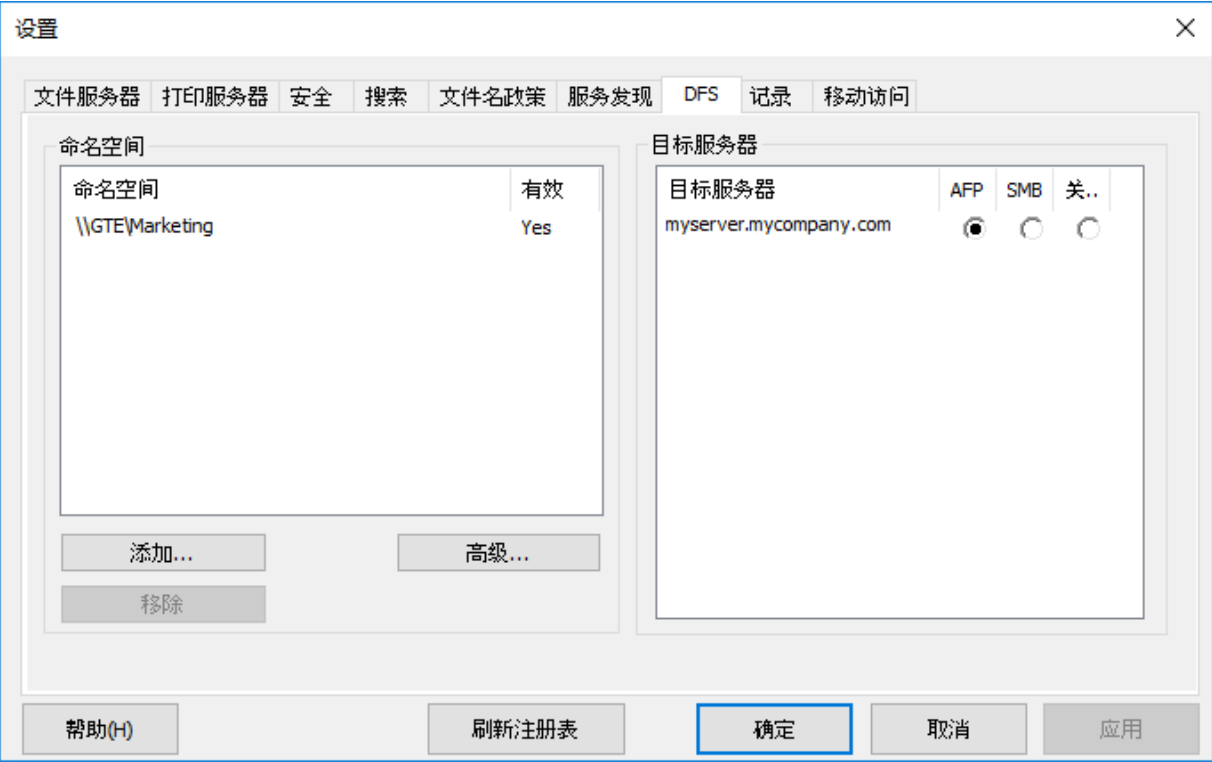 设置
文件服务器 打印服务器 安全 搜索 文件名政策 服务发现 DFS 记录 移动访问
命名空间
命名空间 有效
\\GTE\Marketing Yes
添加... 高级...
移除
目标服务器
目标服务器 AFP SMB 关..
myserver.mycompany.com
帮助(H) 刷新注册表 确定 取消 应用